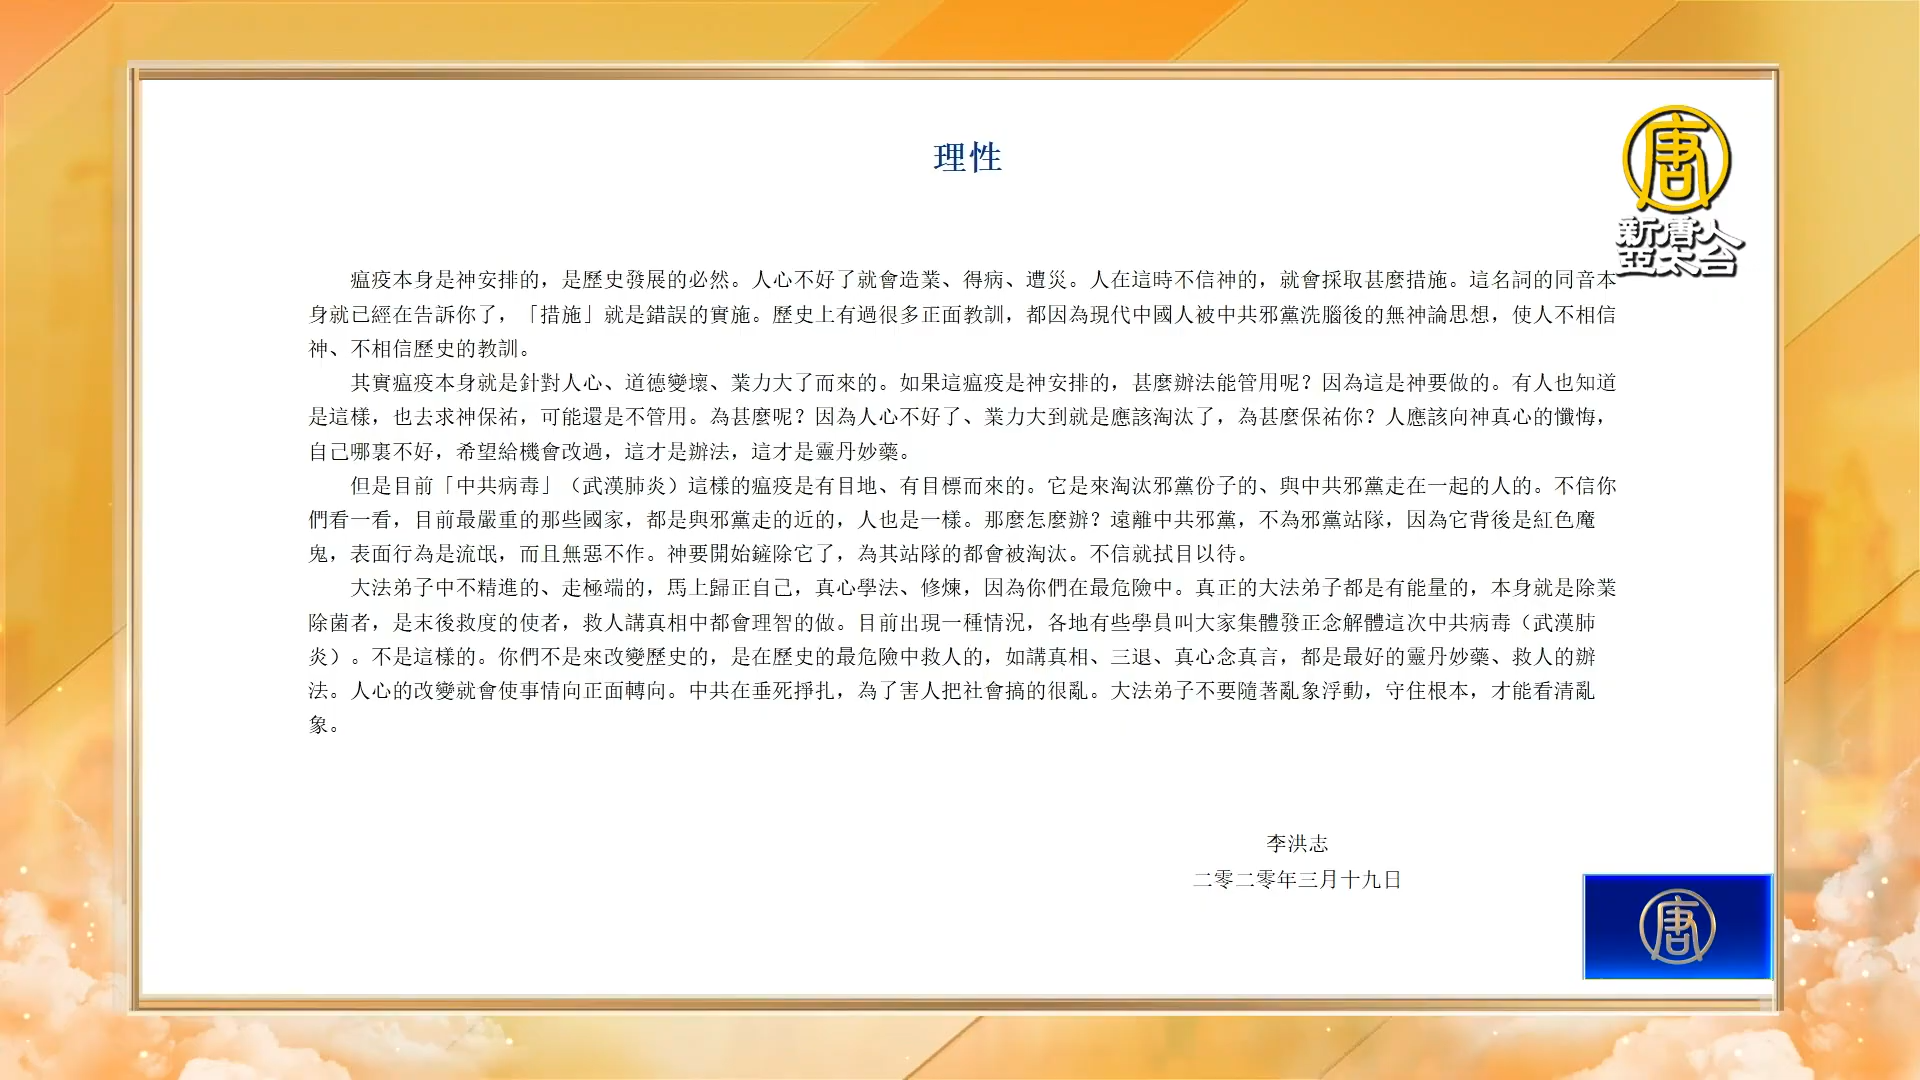 理性
唐
新唐人
亞太台
瘟疫本身是神安排的，是歷史發展的必然。人心不好了就會造業、得病、遭災。人在這時不信神的，就會採取甚麼措施。這名詞的同音本
身就已經在告訴你了，「措施」就是錯誤的實施。歷史上有過很多正面教訓，都因為現代中國人被中共邪黨洗腦後的無神論思想，使人不相信
神、不相信歷史的教訓。
其實瘟疫本身就是針對人心、道德變壞、業力大了而來的。如果這瘟疫是神安排的，甚麼辦法能管用呢？因為這是神要做的。有人也知道
是這樣，也去求神保祐，可能還是不管用。為甚麼呢？因為人心不好了、業力大到就是應該淘汰了，為甚麼保祐你？人應該向神真心的懺悔，
自己哪裏不好，希望給機會改過，這才是辦法，這才是靈丹妙藥。
但是目前「中共病毒」（武漢肺炎）這樣的瘟疫是有目地、有目標而來的。它是來淘汰邪黨份子的、與中共邪黨走在一起的人的。不信你
們看一看，目前最嚴重的那些國家，都是與邪黨走的近的，人也是一樣。那麼怎麼辦？遠離中共邪黨，不為邪黨站隊，因為它背後是紅色魔
鬼，表面行為是流氓，而且無惡不作。神要開始鏟除它了，為其站隊的都會被淘汰。不信就拭目以待。
大法弟子中不精進的、走極端的，馬上歸正自己，真心學法、修煉，因為你們在最危險中。真正的大法弟子都是有能量的，本身就是除業
除菌者，是末後救度的使者，救人講真相中都會理智的做。目前出現一種情況，各地有些學員叫大家集體發正念解體這次中共病毒（武漢肺
炎）。不是這樣的。你們不是來改變歷史的，是在歷史的最危險中救人的，如講真相、三退、真心念真言，都是最好的靈丹妙藥、救人的辦
法。人心的改變就會使事情向正面轉向。中共在垂死掙扎，為了害人把社會搞的很亂。大法弟子不要隨著亂象浮動，守住根本，才能看清亂
象。
李洪志
二零二零年三月十九日
唐